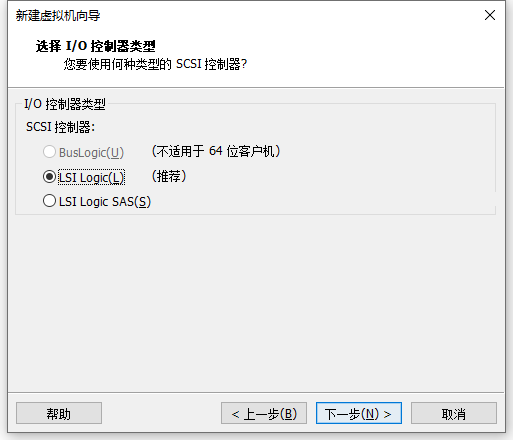 新建虚拟机向导
选择 I/O 控制器类型
您要使用何种类型的 SCSI 控制器?
I/O 控制器类型
SCSI 控制器:
BusLogic(U) (不适用于 64 位客户机)
LSI Logic(L) (推荐)
LSI Logic SAS(S)
帮助 < 上一步(B) 下一步(N) > 取消